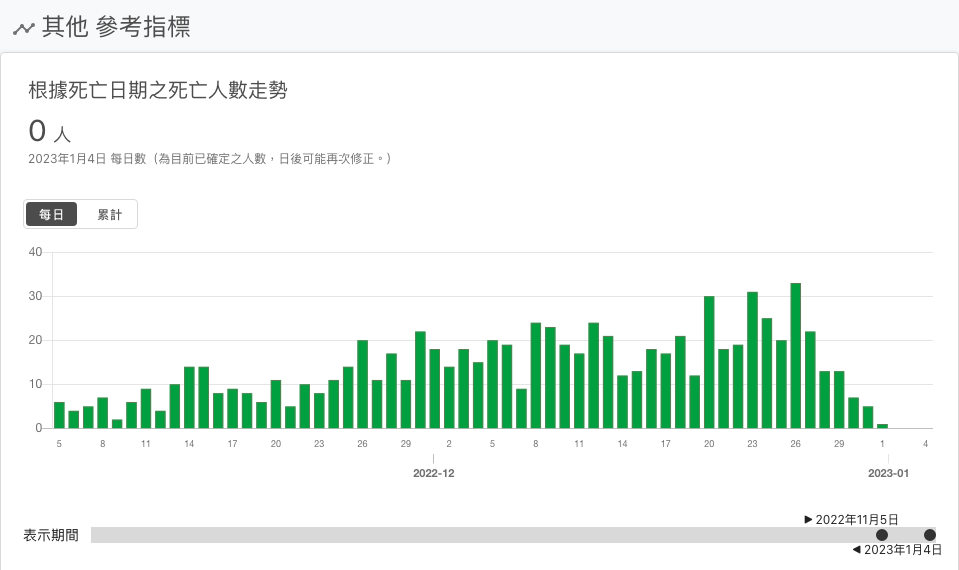 其他 參考指標
根據死亡日期之死亡人數走勢
0 人
2023年1月4日 每日數（為目前已確定之人數，日後可能再次修正。）
每日 累計
40
30
20
10
0
5 8 11 14 17 20 23 26 29 2 5 8 11 14 17 20 23 26 29 1 4
2022-12 2023-01
▶ 2022年11月5日
表示期間
◀ 2023年1月4日